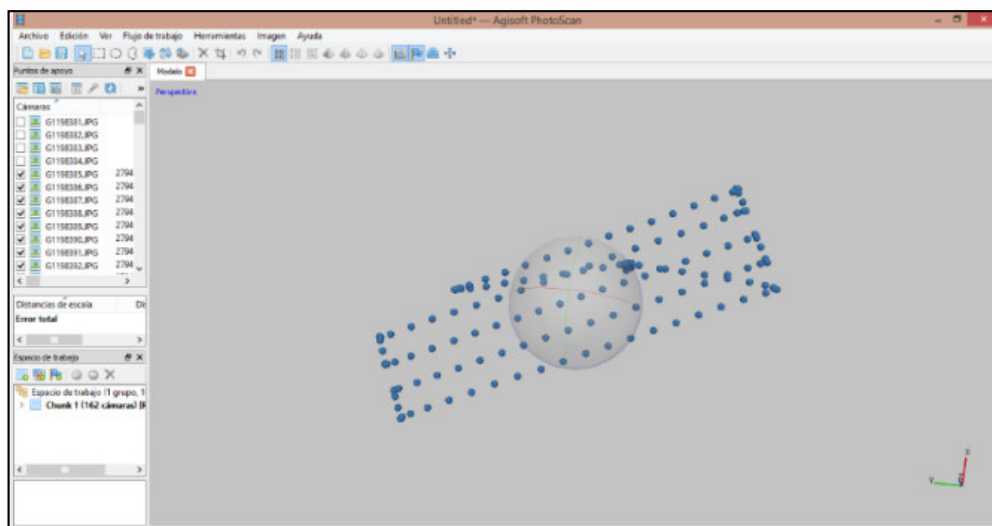 Untitled* — Agisoft PhotoScan
Archivo Edición Ver Flujo de trabajo Herramientas Imagen Ayuda
Puntos de apoyo
Modelo
Perspectiva
Cámaras
G1198381.JPG
G1198382.JPG
G1198383.JPG
G1198384.JPG
G1198385.JPG 2794
G1198386.JPG 2794
G1198387.JPG 2794
G1198388.JPG 2794
G1198389.JPG 2794
G1198390.JPG 2794
G1198391.JPG 2794
G1198392.JPG 2794
Distancias de escala
Error total
Espacio de trabajo
Espacio de trabajo (1 grupo, 1
Chunk 1 (162 cámaras) [R
X
Y